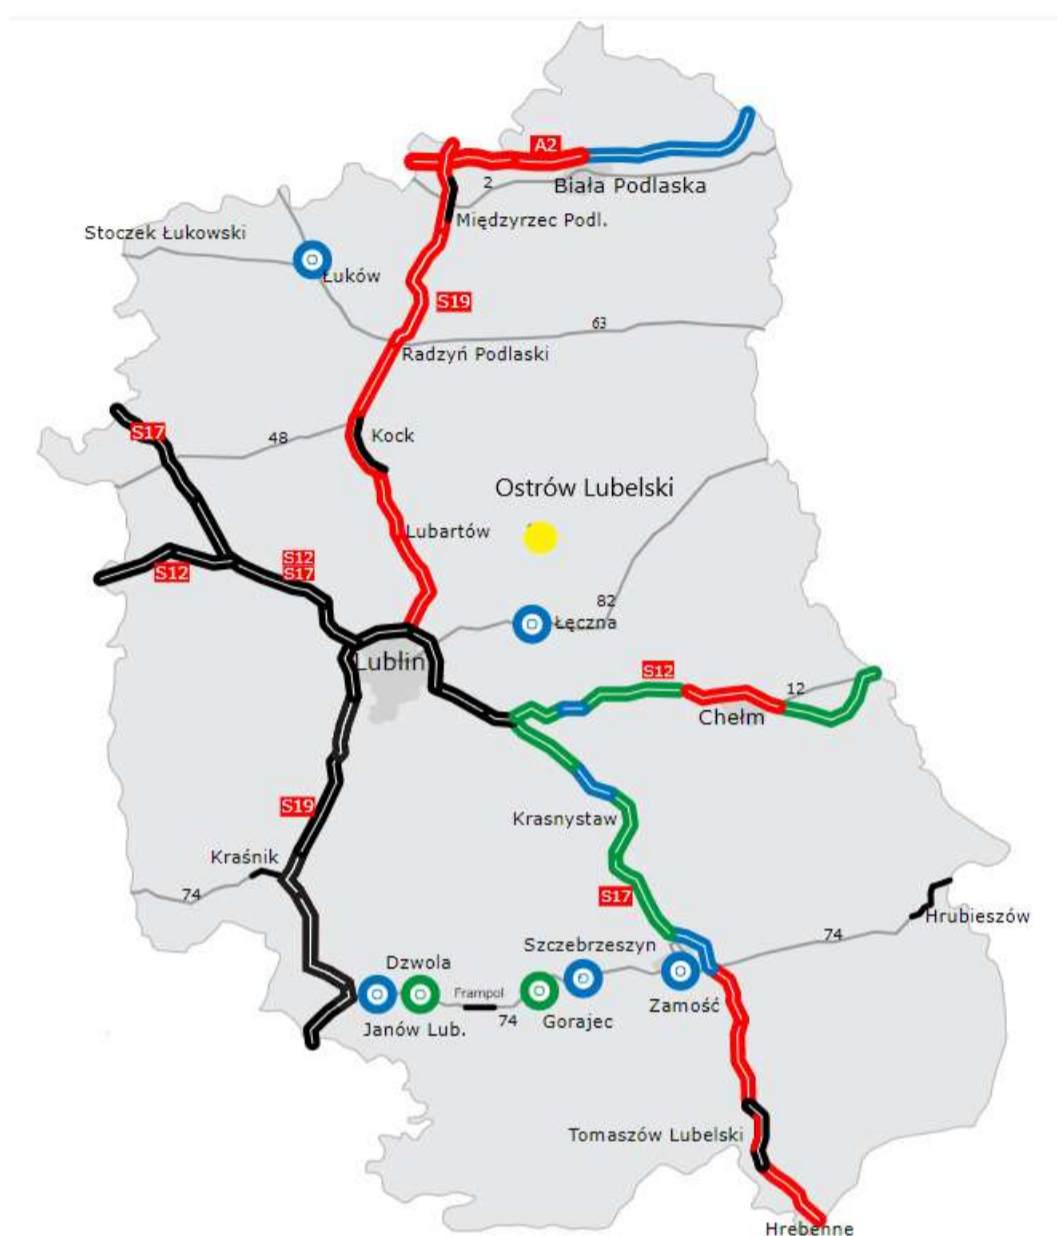 A2
2
Biała Podlaska
Międzyrzec Podl.
Stoczek Łukowski
Łuków
S19
63
Radzyń Podlaski
S17
48
Kock
Ostrów Lubelski
Lubartów
S12
S12
S17
82
Łęczna
Lublin
S12
12
Chełm
S19
Krasnystaw
Kraśnik
74
S17
Hrubieszów
74
Szczebrzeszyn
Dzwola
Frampol
Zamość
74
Gorajec
Janów Lub.
Tomaszów Lubelski
Hrebenne